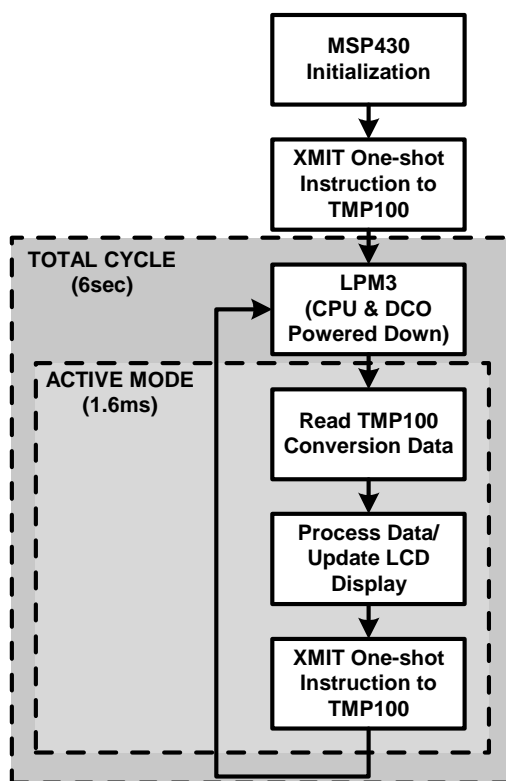 MSP430
Initialization
XMIT One-shot
Instruction to
TMP100
TOTAL CYCLE
(6sec)
LPM3
(CPU & DCO
Powered Down)
ACTIVE MODE
(1.6ms)
Read TMP100
Conversion Data
Process Data/
Update LCD
Display
XMIT One-shot
Instruction to
TMP100